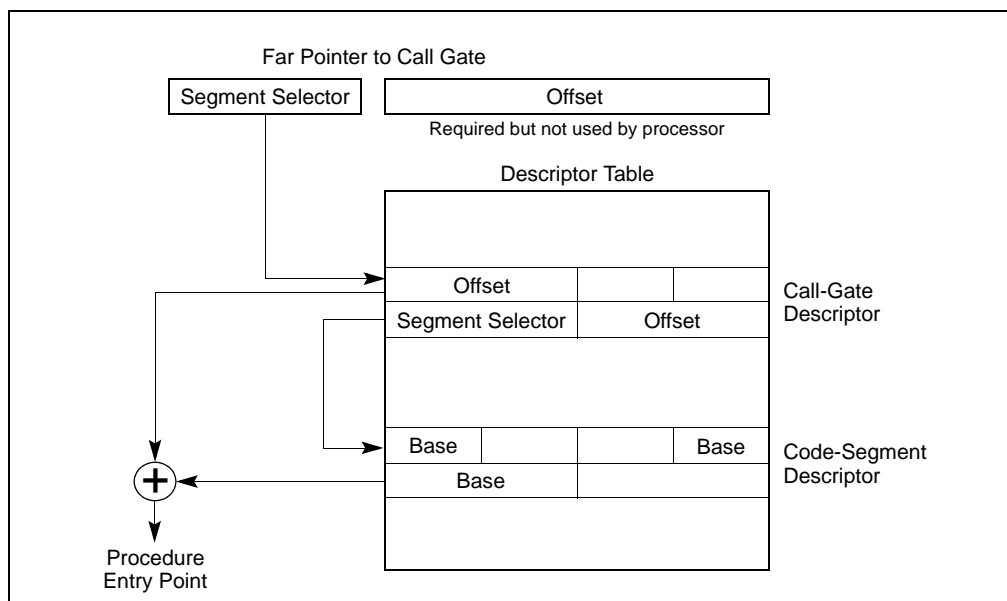 Far Pointer to Call Gate
Segment Selector
Offset
Required but not used by processor
Descriptor Table
Offset
Segment Selector
Offset
Call-Gate
Descriptor
Base
Base
Base
Code-Segment
Descriptor
+
Procedure
Entry Point